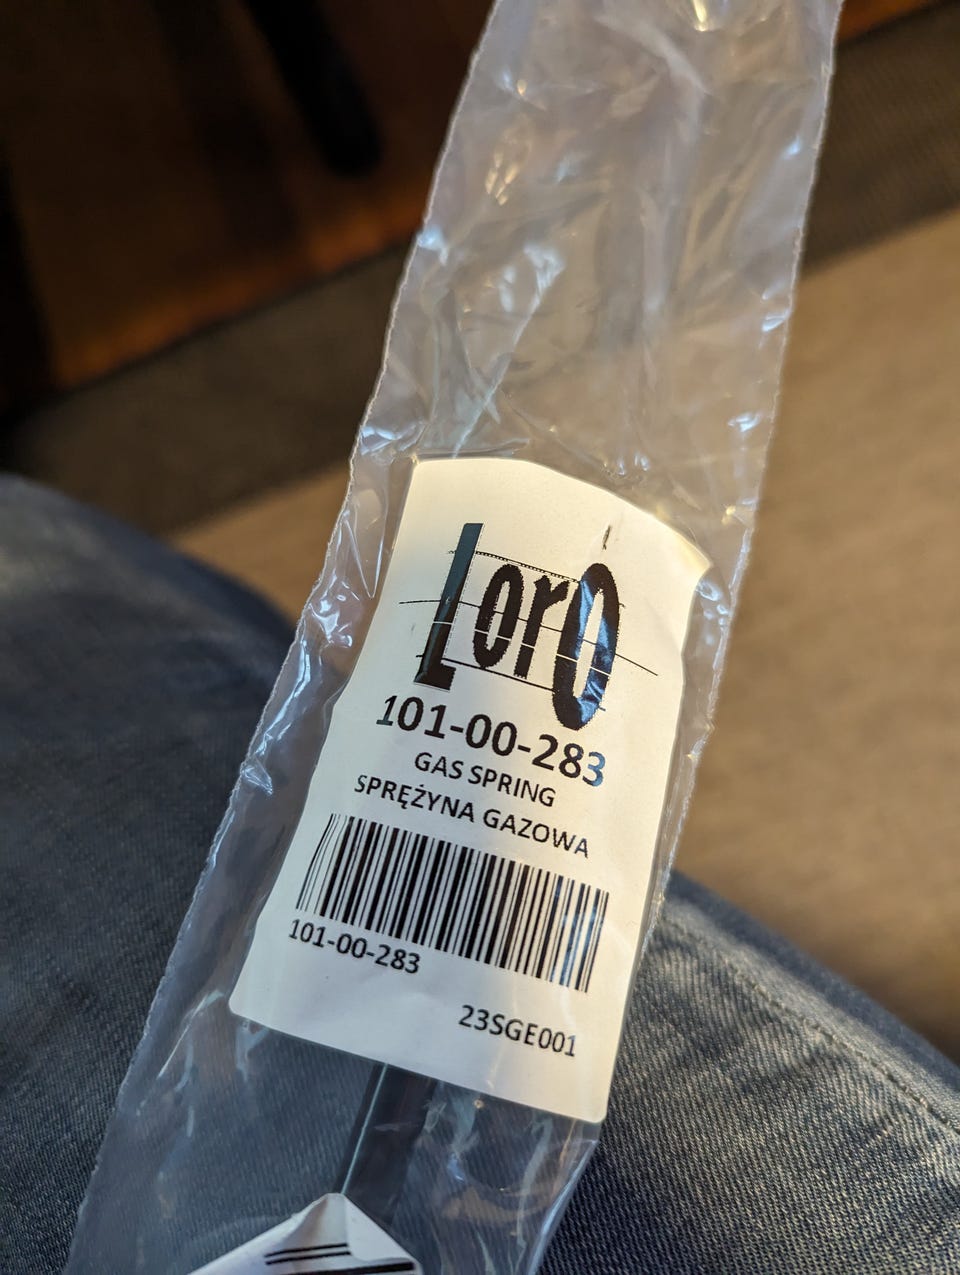 LorO
101-00-283
GAS SPRING
SPRĘŻYNA GAZOWA
101-00-283
23SGE001